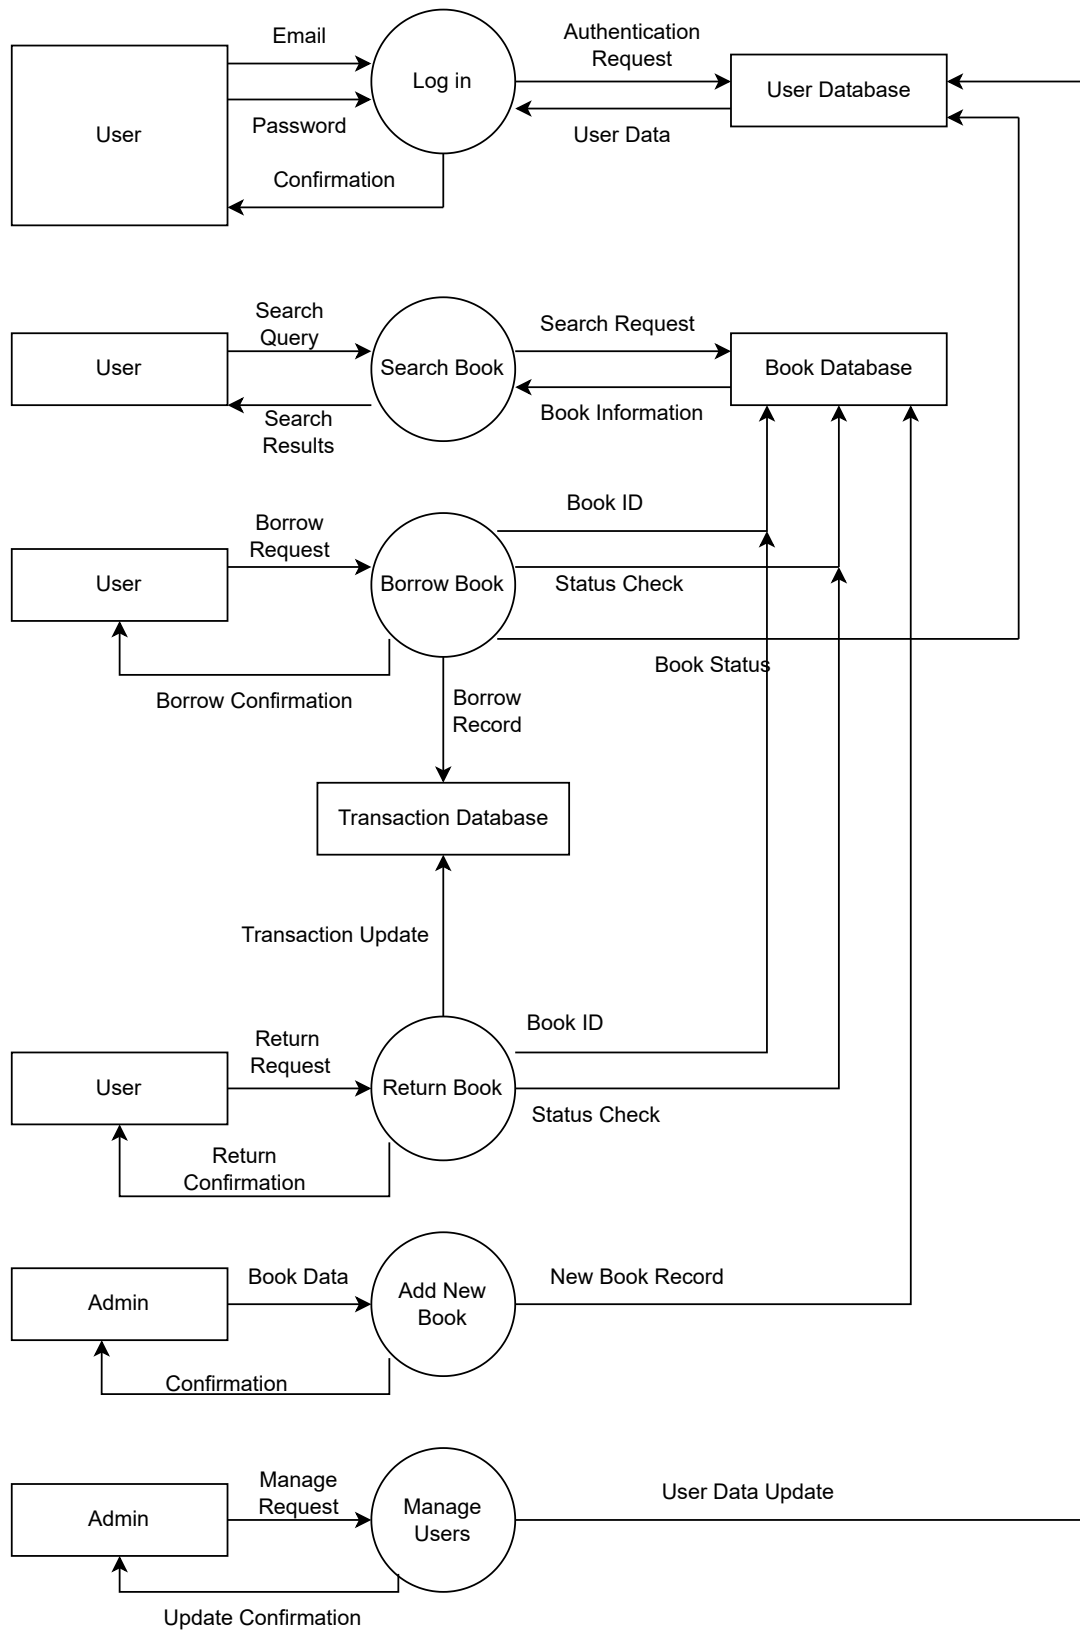 Email
Authentication
Request
Log in
User Database
User
Password
User Data
Confirmation
Search
Query
Search Request
User
Search Book
Book Database
Book Information
Search
Results
Book ID
Borrow
Request
User
Borrow Book
Status Check
Book Status
Borrow Confirmation
Borrow
Record
Transaction Database
Transaction Update
Book ID
Return
Request
User
Return Book
Status Check
Return
Confirmation
Book Data
New Book Record
Admin
Add New
Book
Confirmation
Manage
Request
User Data Update
Admin
Manage
Users
Update Confirmation